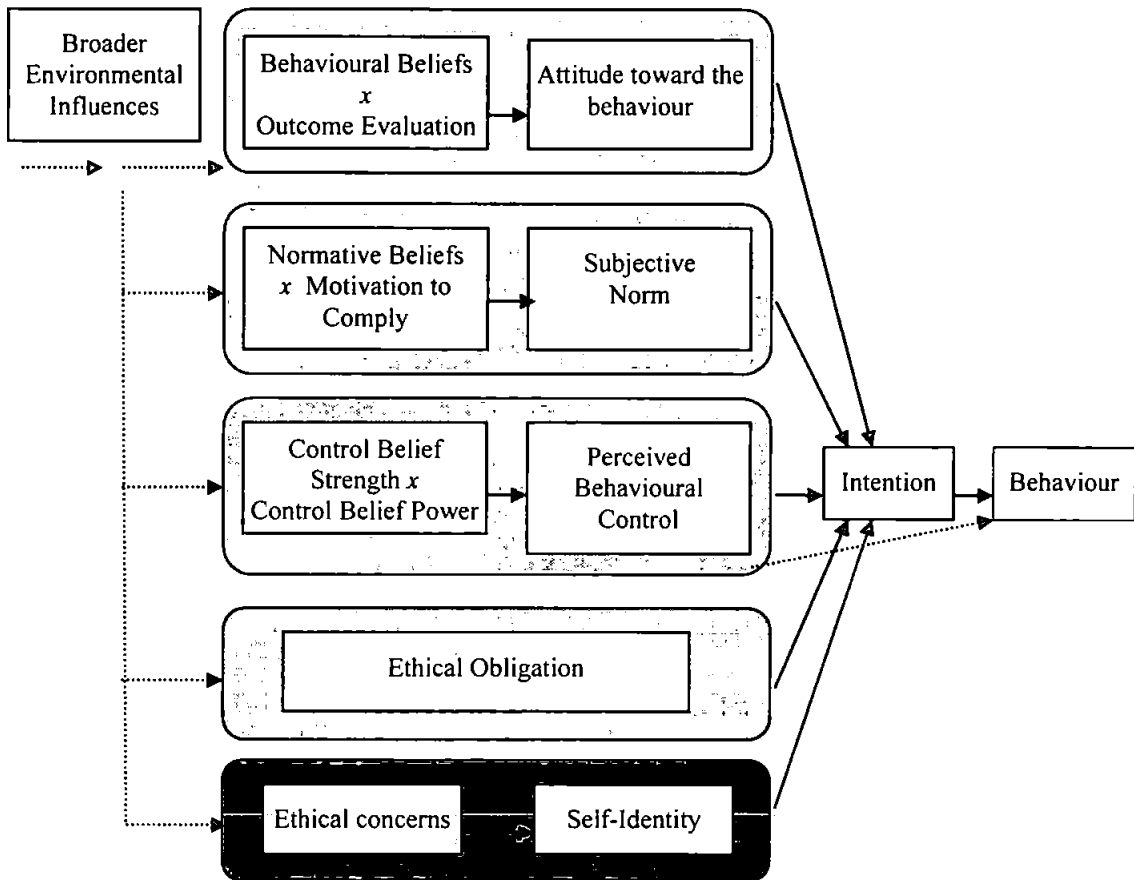 Broader
Environmental
Influences
Behavioural Beliefs
x
Outcome Evaluation
Attitude toward the
behaviour
Normative Beliefs
x Motivation to
Comply
Subjective
Norm
Control Belief
Strength x
Control Belief Power
Perceived
Behavioural
Control
Intention
Behaviour
Ethical Obligation
Ethical concerns
Self-Identity